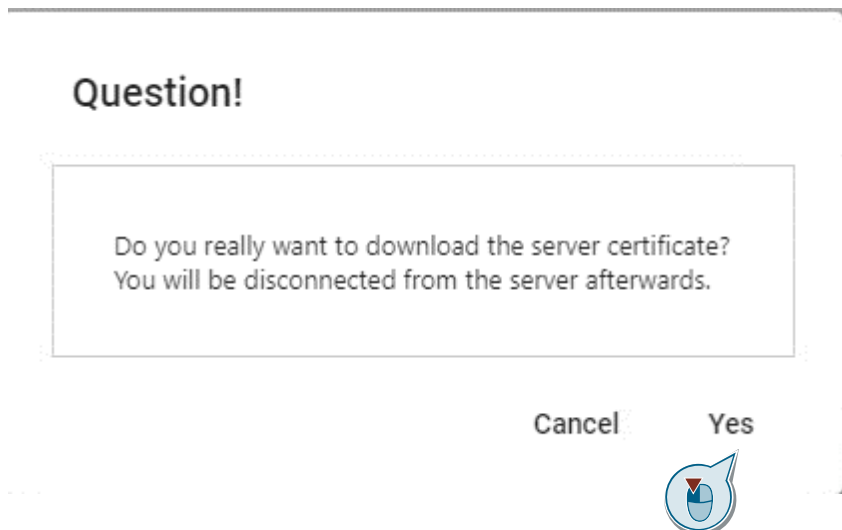 Question!
Do you really want to download the server certificate?
You will be disconnected from the server afterwards.
Cancel Yes